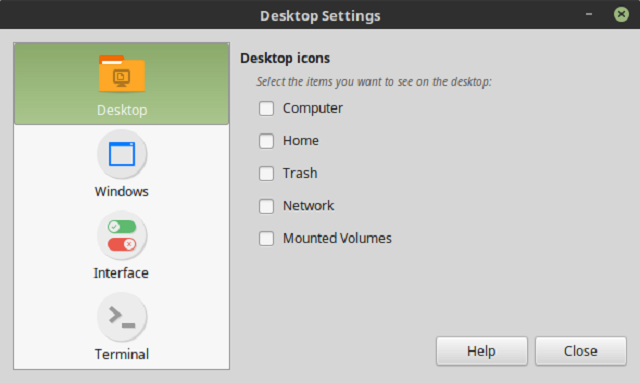 Desktop Settings
Desktop
Windows
Interface
Terminal
Desktop icons
Select the items you want to see on the desktop:
Computer
Home
Trash
Network
Mounted Volumes
Help
Close